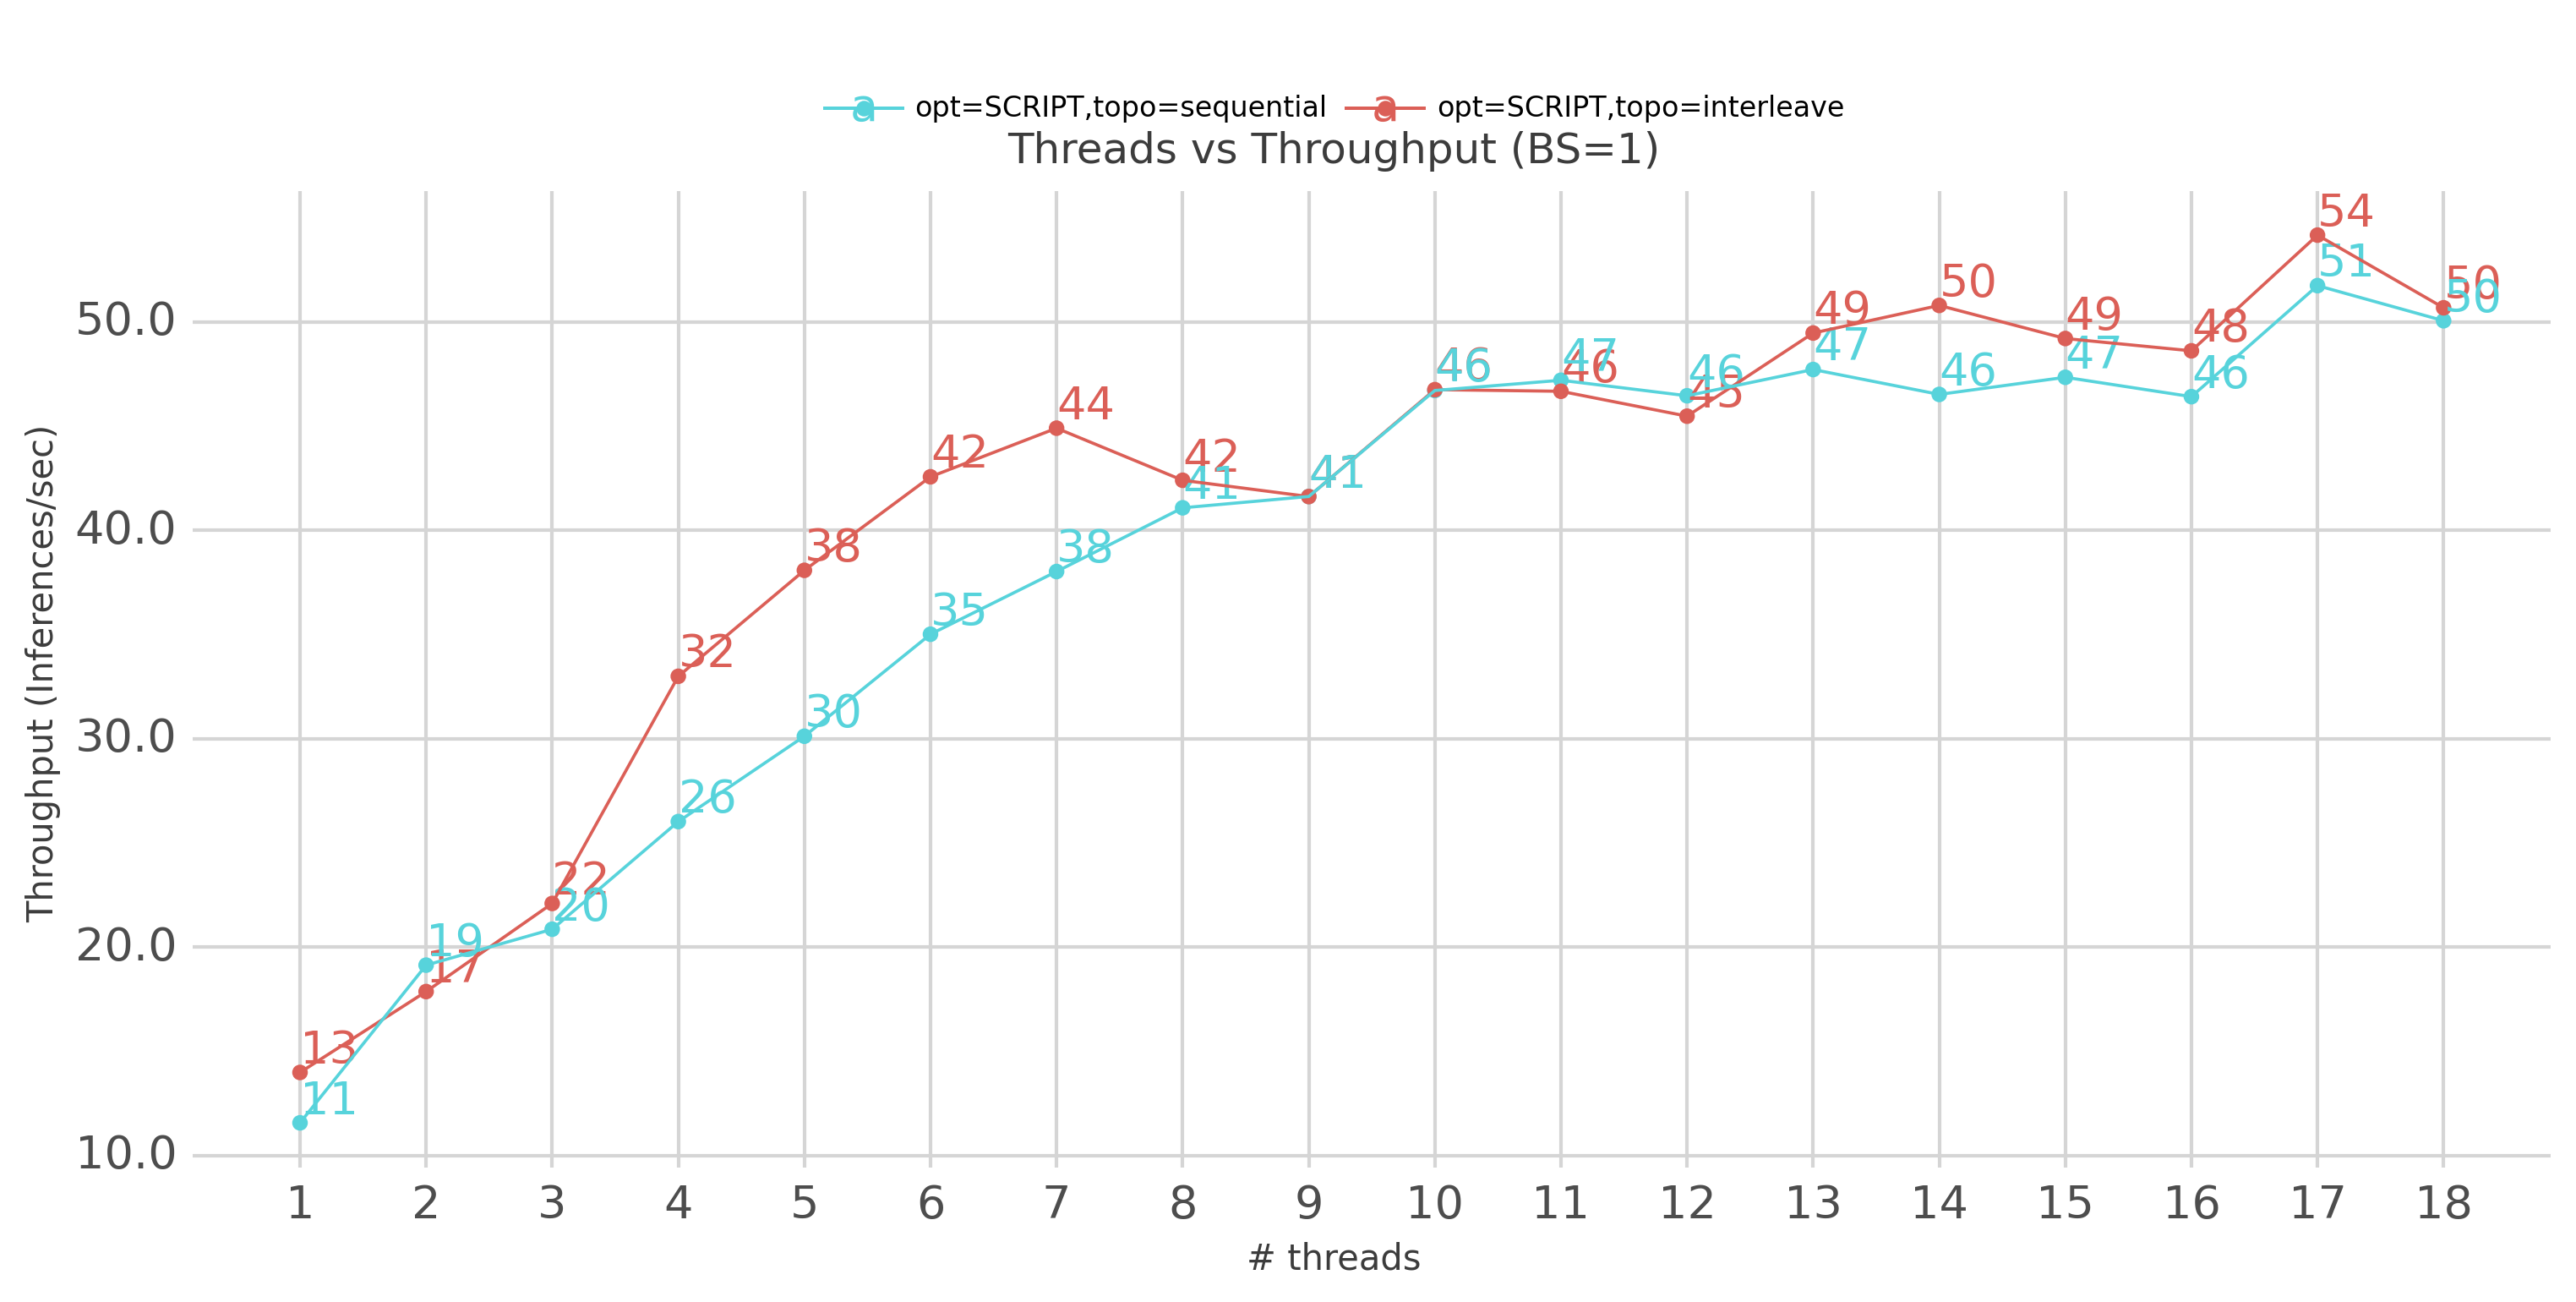 a opt=SCRIPT,topo=sequential a opt=SCRIPT,topo=interleave
Threads vs Throughput (BS=1)
Throughput (Inferences/sec)
50.0
40.0
30.0
20.0
10.0
13 17 22 32 38 42 44 42 41 46 46 45 49 50 49 48 54 50
11 19 20 26 30 35 38 41 41 46 47 46 47 46 47 46 51 50
1 2 3 4 5 6 7 8 9 10 11 12 13 14 15 16 17 18
# threads